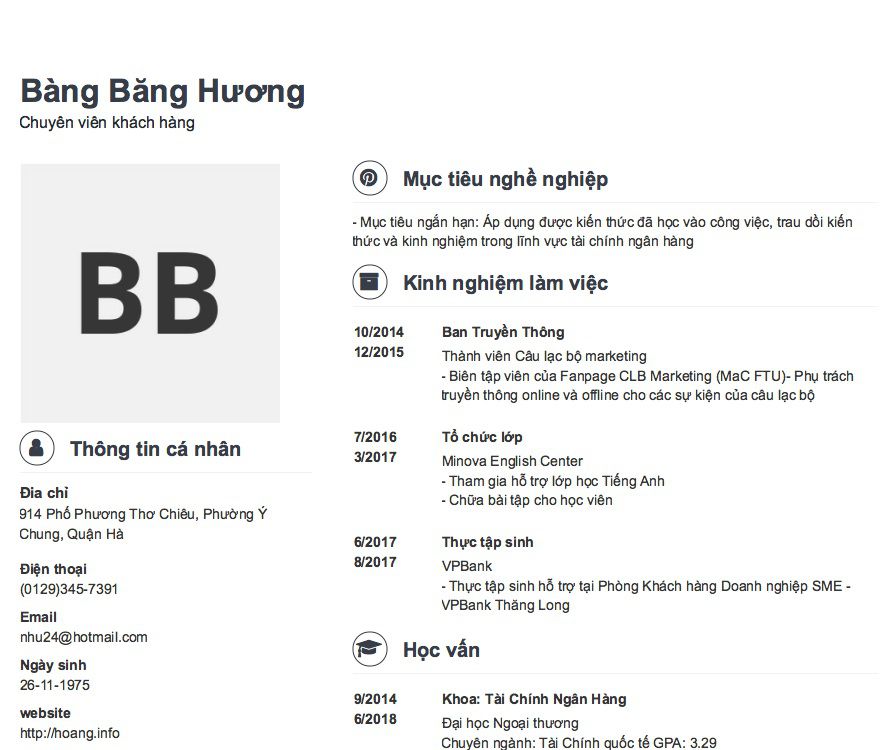 Bàng Băng Hương
Chuyên viên khách hàng
BB
Thông tin cá nhân
Đia chỉ
914 Phố Phương Thơ Chiêu, Phường Ý
Chung, Quận Hà
Điện thoại
(0129)345-7391
Email
nhu24@hotmail.com
Ngày sinh
26-11-1975
website
http://hoang.info
Mục tiêu nghề nghiệp
- Mục tiêu ngắn hạn: Áp dụng được kiến thức đã học vào công việc, trau dồi kiến
thức và kinh nghiệm trong lĩnh vực tài chính ngân hàng
Kinh nghiệm làm việc
10/2014 Ban Truyền Thông
12/2015 Thành viên Câu lạc bộ marketing
- Biên tập viên của Fanpage CLB Marketing (MaC FTU)- Phụ trách
truyền thông online và offline cho các sự kiện của câu lạc bộ
7/2016 Tổ chức lớp
3/2017 Minova English Center
- Tham gia hỗ trợ lớp học Tiếng Anh
- Chữa bài tập cho học viên
6/2017 Thực tập sinh
8/2017 VPBank
- Thực tập sinh hỗ trợ tại Phòng Khách hàng Doanh nghiệp SME -
VPBank Thăng Long
Học vấn
9/2014 Khoa: Tài Chính Ngân Hàng
6/2018 Đại học Ngoại thương
Chuyên ngành: Tài Chính quốc tế GPA: 3.29